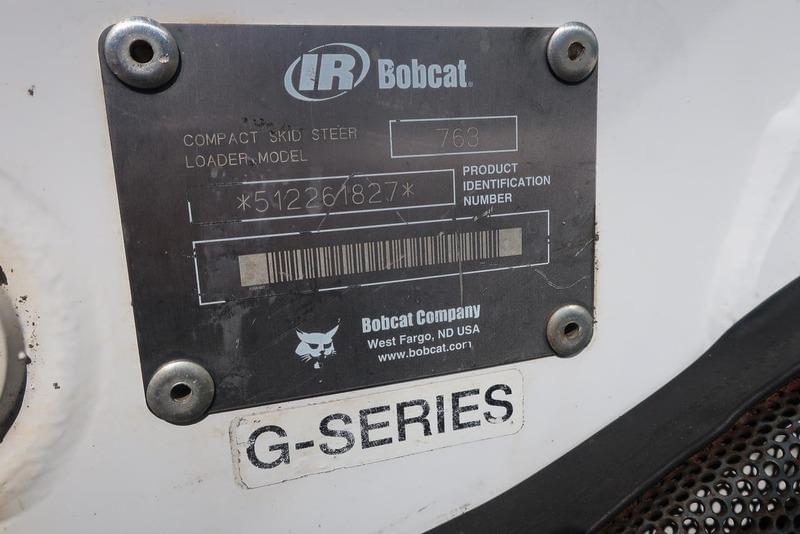 IR Bobcat
COMPACT SKID STEER
LOADER MODEL
763
*512261827*
PRODUCT
IDENTIFICATION
NUMBER
Bobcat Company
West Fargo, ND USA
www.bobcat.com
G-SERIES